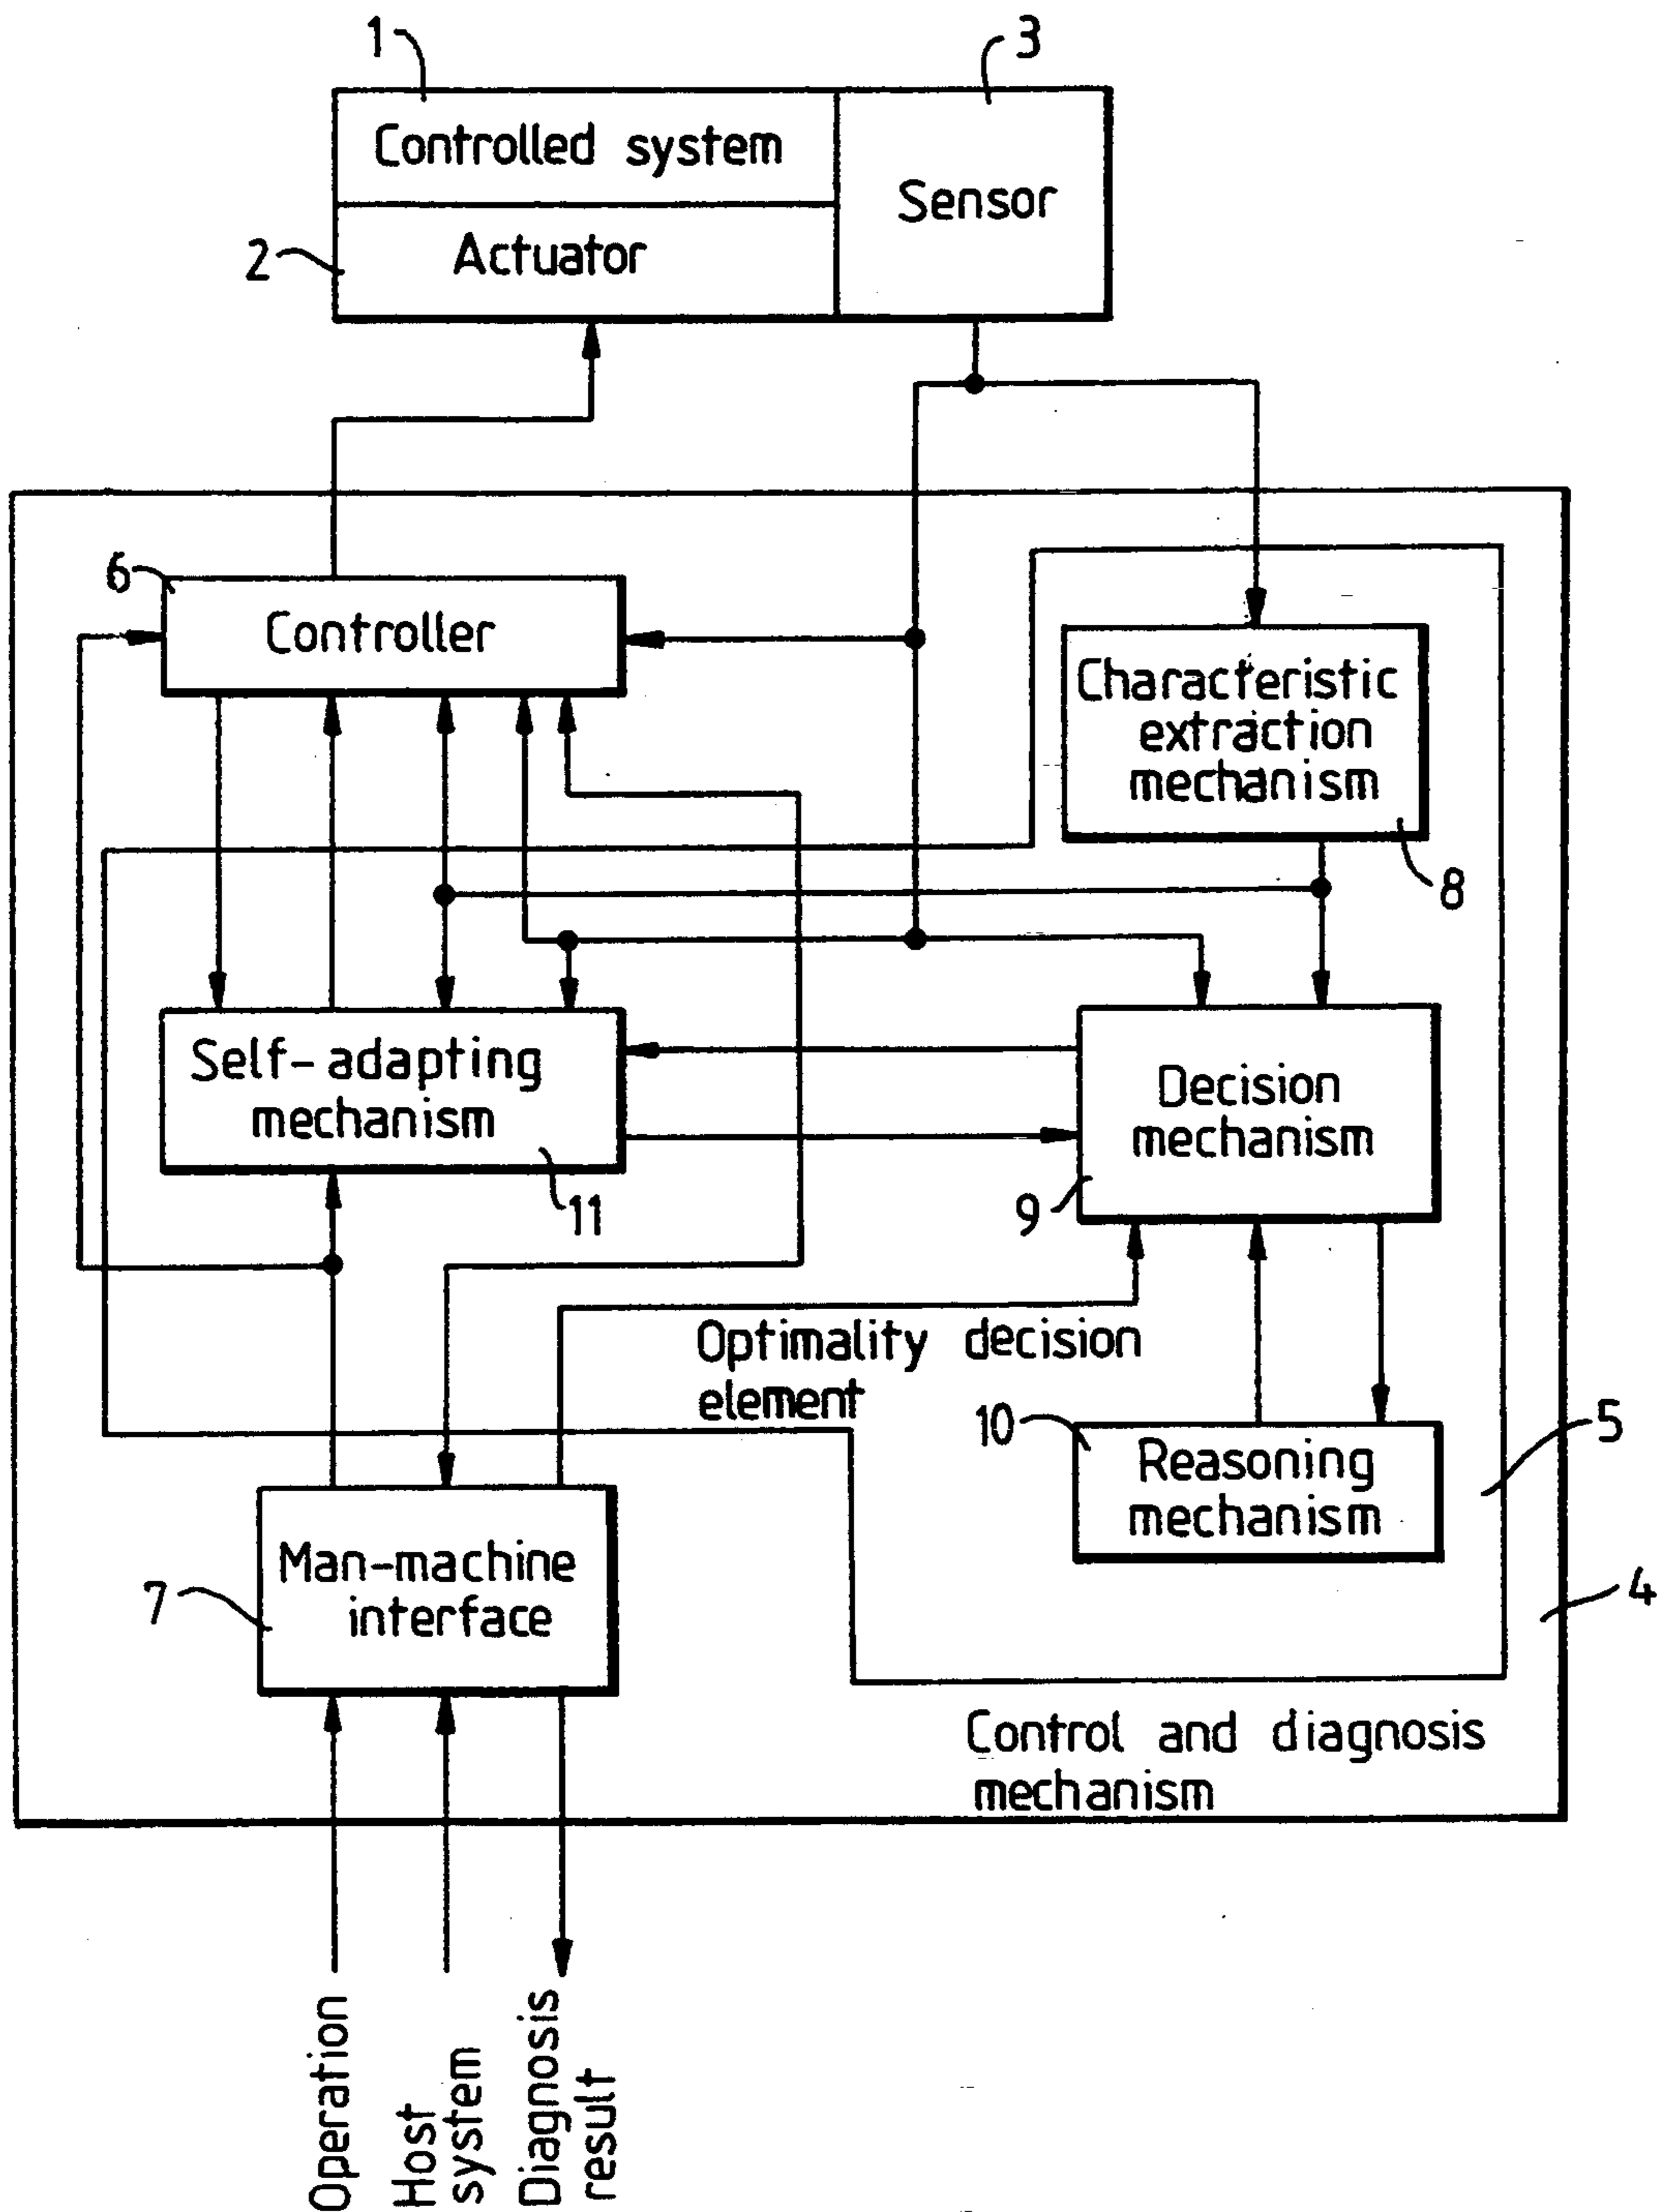 1
3
Controlled system
Sensor
2
Actuator
6
Controller
Characteristic
extraction
mechanism
8
Self-adapting
mechanism
11
Decision
mechanism
9
Optimality decision
element
10
Reasoning
mechanism
5
Man-machine
interface
7
4
Control and diagnosis
mechanism
Operation
Host
system
Diagnosis
result